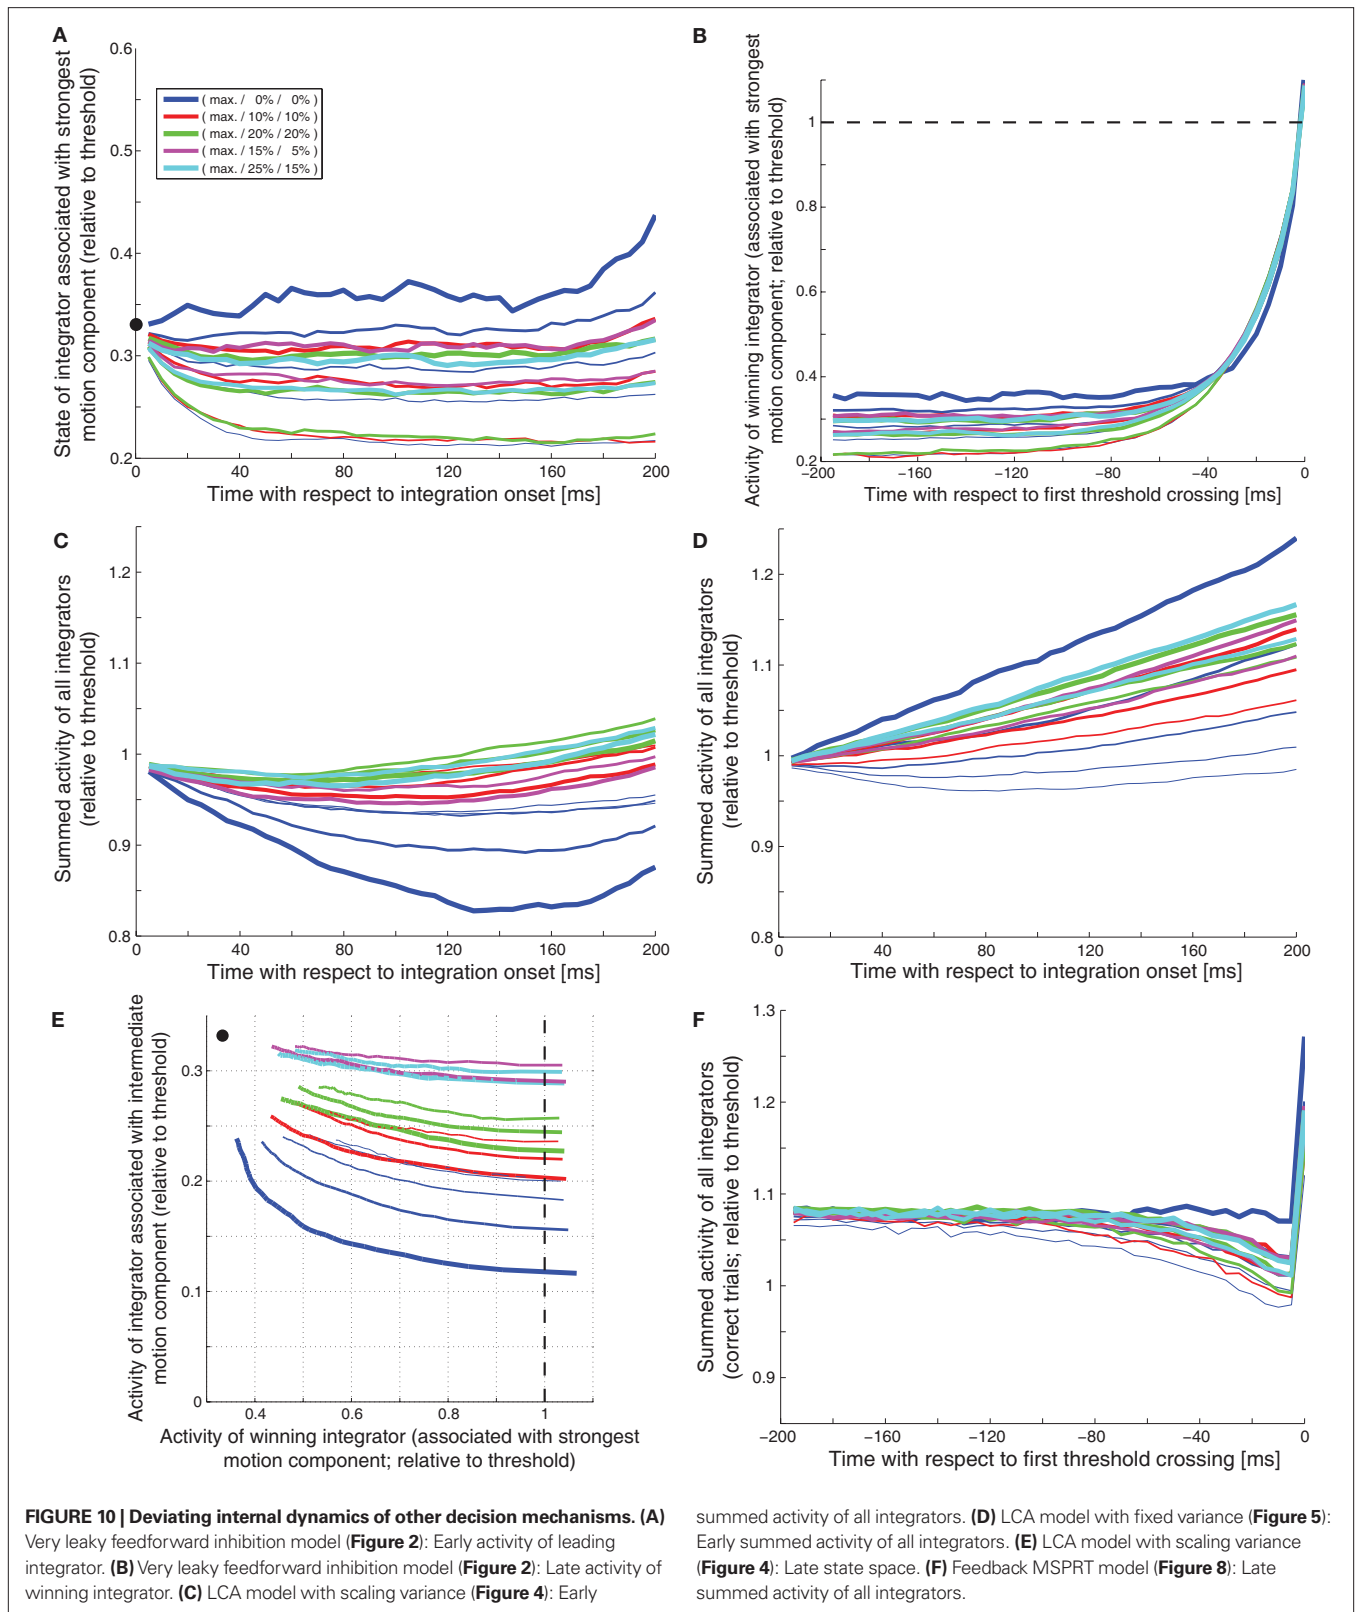 A
State of integrator associated with strongest
motion component (relative to threshold)
0.6
0.5
0.4
0.3
0.2
0
40
80
120
160
200
Time with respect to integration onset [ms]
( max. / 0% / 0% )
( max. / 10% / 10% )
( max. / 20% / 20% )
( max. / 15% / 5% )
( max. / 25% / 15% )
B
Activity of winning integrator (associated with strongest
motion component; relative to threshold)
1
0.8
0.6
0.4
0.2
−200
−160
−120
−80
−40
0
Time with respect to first threshold crossing [ms]
C
Summed activity of all integrators
(relative to threshold)
1.2
1.1
1
0.9
0.8
0
40
80
120
160
200
Time with respect to integration onset [ms]
D
Summed activity of all integrators
(relative to threshold)
1.2
1.1
1
0.9
0.8
0
40
80
120
160
200
Time with respect to integration onset [ms]
E
Activity of integrator associated with intermediate
motion component (relative to threshold)
0.3
0.2
0.1
0
0.4
0.6
0.8
1
Activity of winning integrator (associated with strongest
motion component; relative to threshold)
F
Summed activity of all integrators
(correct trials; relative to threshold)
1.3
1.2
1.1
1
0.9
−200
−160
−120
−80
−40
0
Time with respect to first threshold crossing [ms]
FIGURE 10 | Deviating internal dynamics of other decision mechanisms. (A)
Very leaky feedforward inhibition model (Figure 2): Early activity of leading
integrator. (B) Very leaky feedforward inhibition model (Figure 2): Late activity of
winning integrator. (C) LCA model with scaling variance (Figure 4): Early
summed activity of all integrators. (D) LCA model with fixed variance (Figure 5):
Early summed activity of all integrators. (E) LCA model with scaling variance
(Figure 4): Late state space. (F) Feedback MSPRT model (Figure 8): Late
summed activity of all integrators.